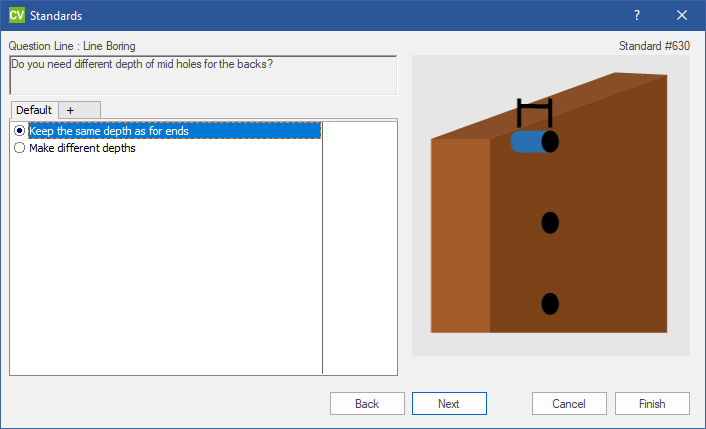 CV Standards ?
Question Line : Line Boring Standard #630
Do you need different depth of mid holes for the backs?
Default +
Keep the same depth as for ends
Make different depths
Back Next Cancel Finish